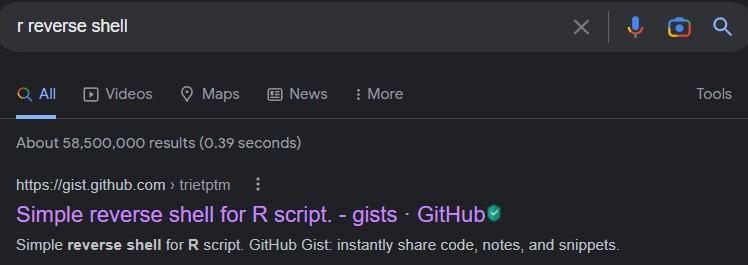 r reverse shell
All Videos Maps News More Tools
About 58,500,000 results (0.39 seconds)
https://gist.github.com › trietptm
Simple reverse shell for R script. - gists · GitHub
Simple reverse shell for R script. GitHub Gist: instantly share code, notes, and snippets.